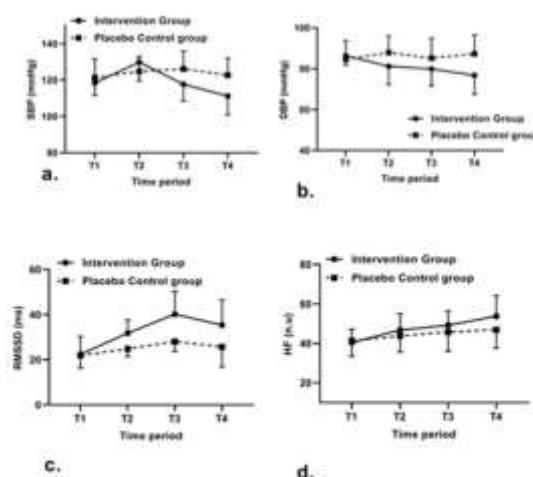 Intervention Group
Placebo Control group
SBP (mmHg)
140
120
100
80
T1 T2 T3 T4
Time period
a.
DBP (mmHg)
100
80
60
40
Intervention Group
Placebo Control group
T1 T2 T3 T4
Time period
b.
Intervention Group
Placebo Control group
RMSSD (ms)
60
40
20
0
T1 T2 T3 T4
Time period
c.
Intervention Group
Placebo Control group
HF (n.u)
80
60
40
20
T1 T2 T3 T4
Time period
d.